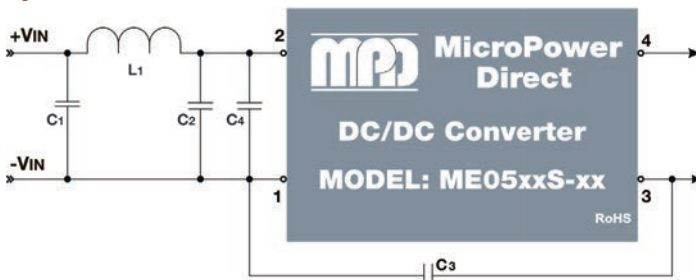 +VIN
L1
C1
C2
C4
-VIN
2
1
MPD
MicroPower
Direct
DC/DC Converter
MODEL: ME05xxS-xx
RoHS
4
3
C3